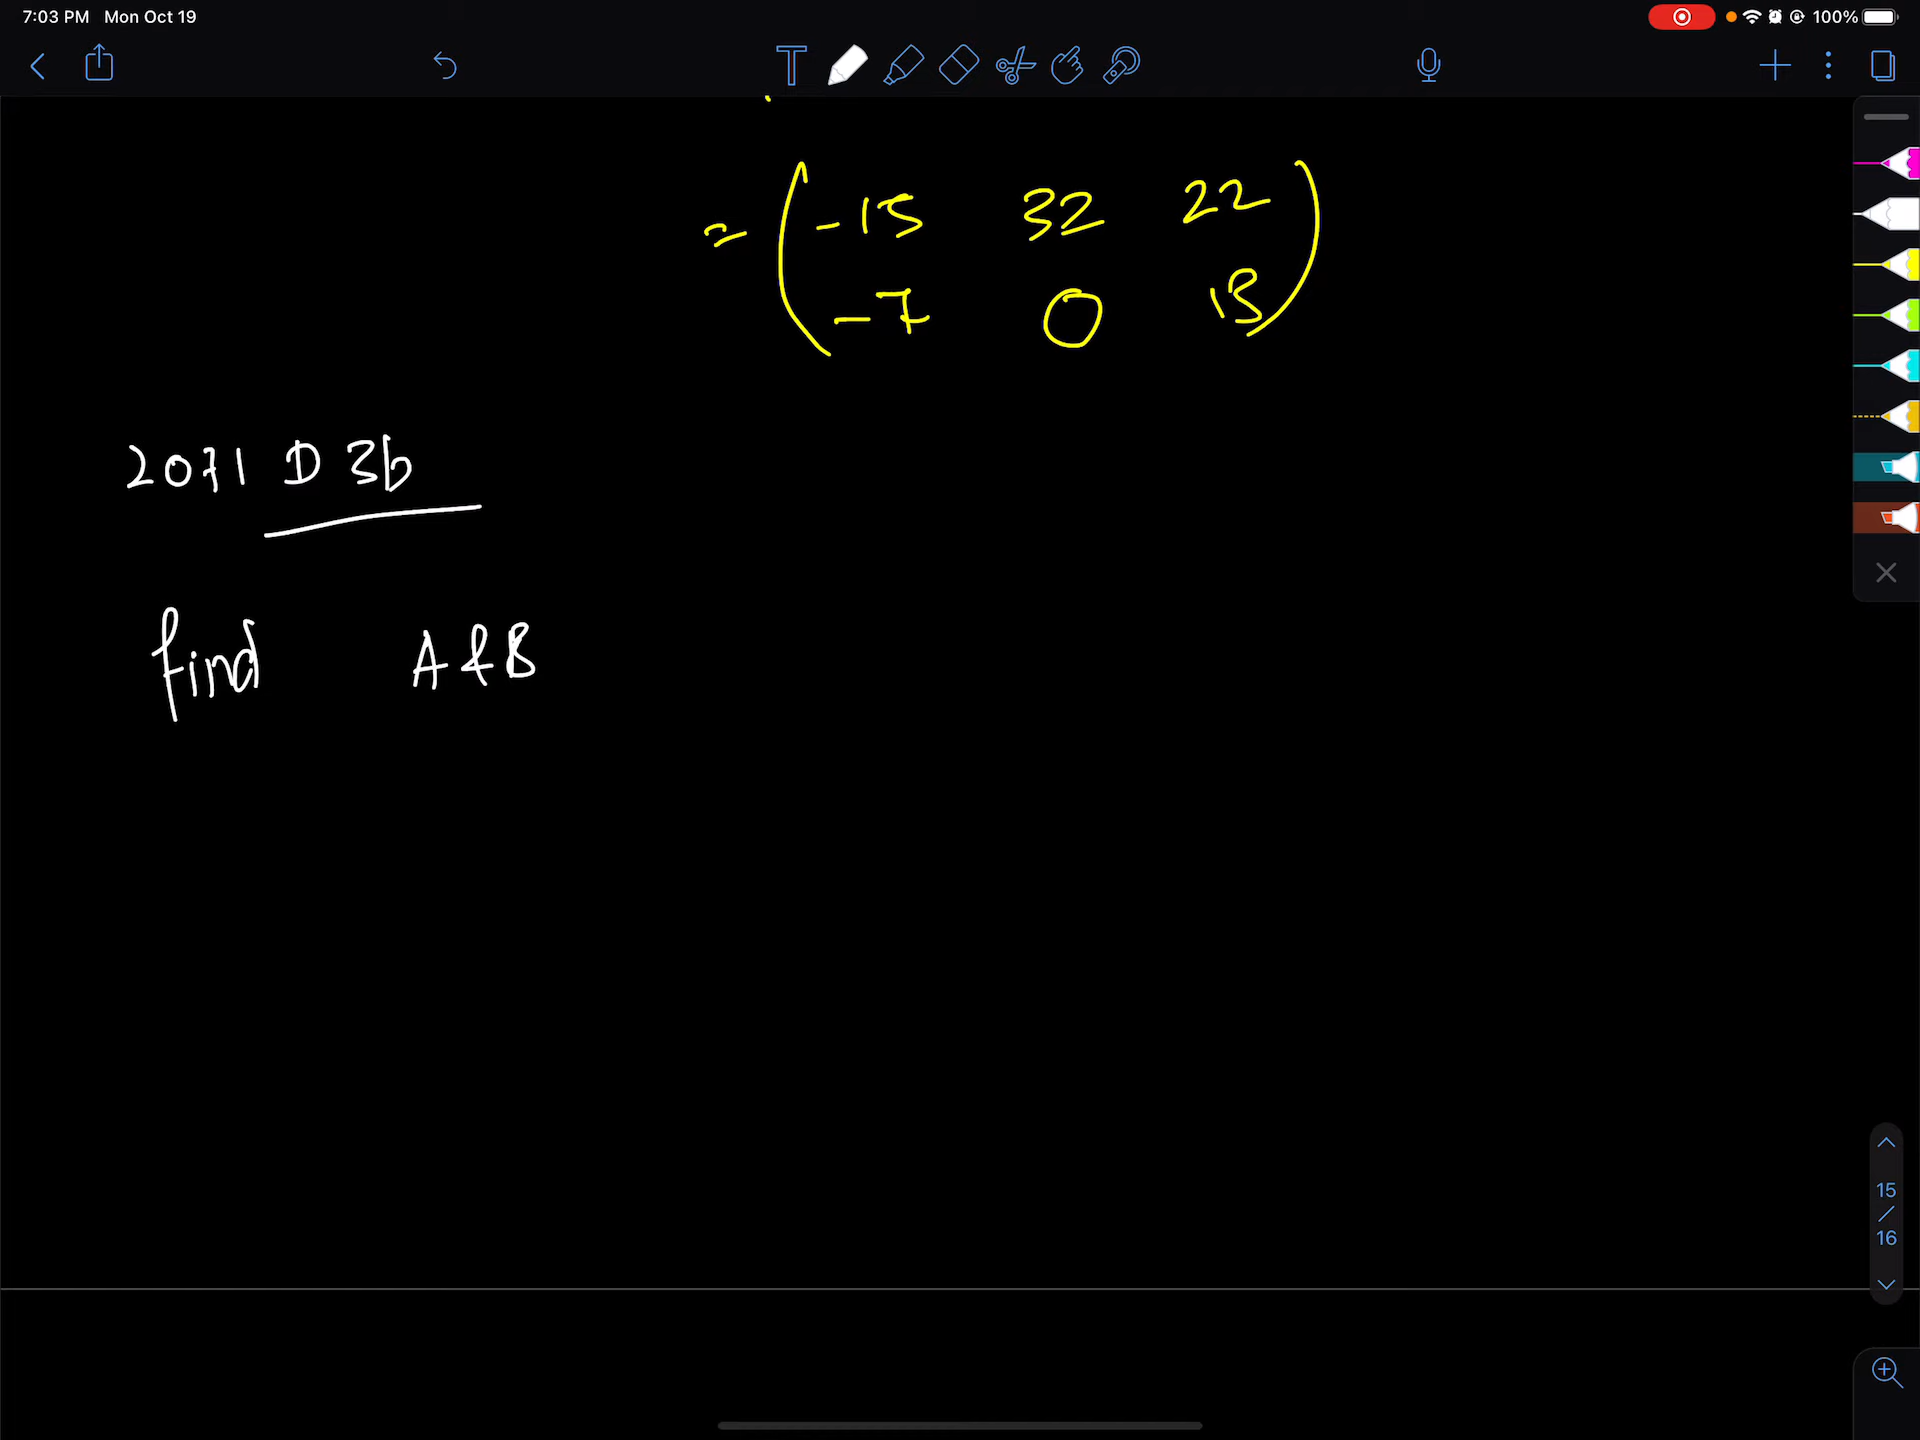 7:03 PM Mon Oct 19
100%
= ( -15 32 22
-7 0 13 )
2071 D 3b
find A & B
15
/
16